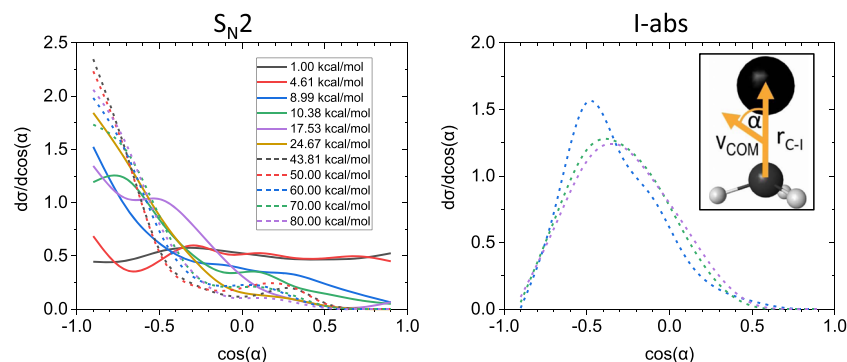 S_N2
I-abs
dσ/dcos(α)
2.5
2.0
1.5
1.0
0.5
0.0
-1.0 -0.5 0.0 0.5 1.0
cos(α)
1.00 kcal/mol
4.61 kcal/mol
8.99 kcal/mol
10.38 kcal/mol
17.53 kcal/mol
24.67 kcal/mol
43.81 kcal/mol
50.00 kcal/mol
60.00 kcal/mol
70.00 kcal/mol
80.00 kcal/mol
dσ/dcos(α)
2.0
1.5
1.0
0.5
0.0
-1.0 -0.5 0.0 0.5 1.0
cos(α)
α
v_COM
r_C-I